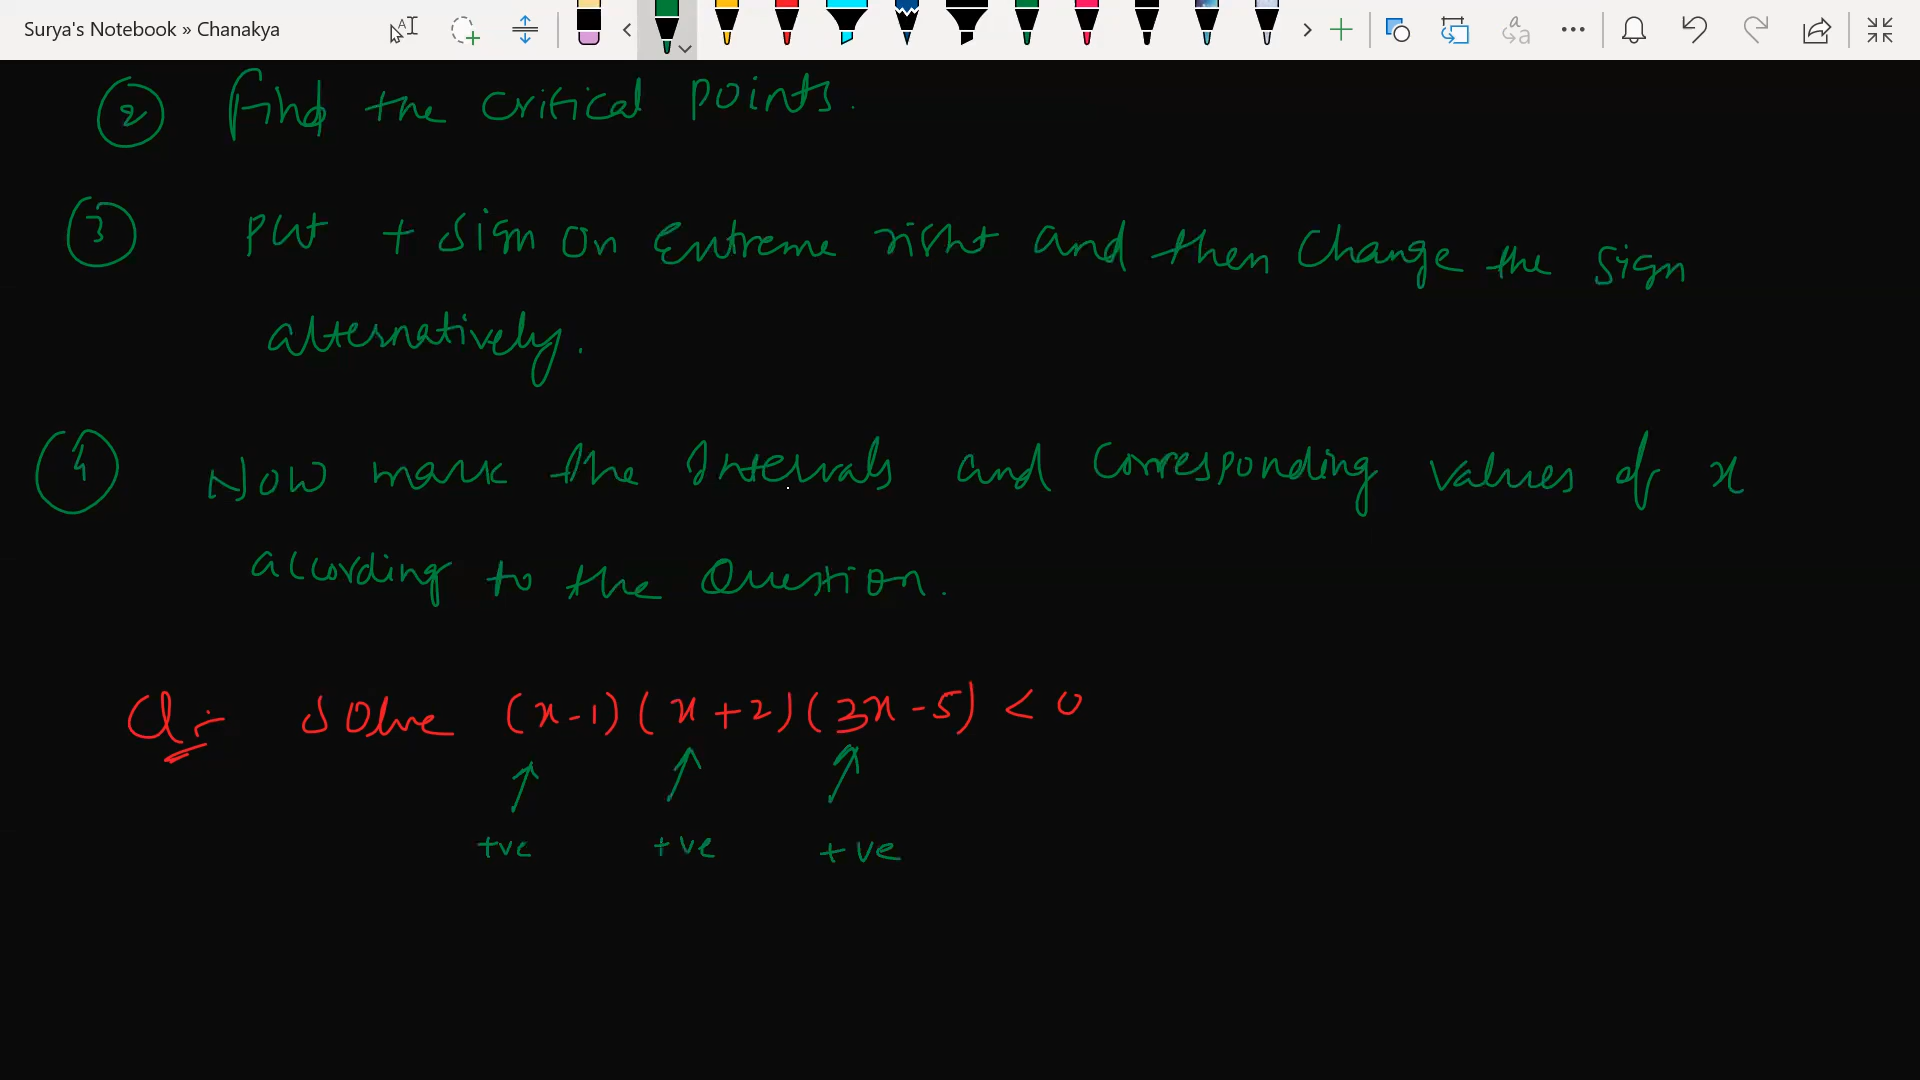 Surya's Notebook » Chanakya
② Find the critical points.
③ Put + sign on Extreme right and then Change the sign
alternatively.
④ Now mark the Intervals and Corresponding values of x
according to the Question.
Q:- Solve (x-1)(x+2)(3x-5) < 0
+ve +ve +ve